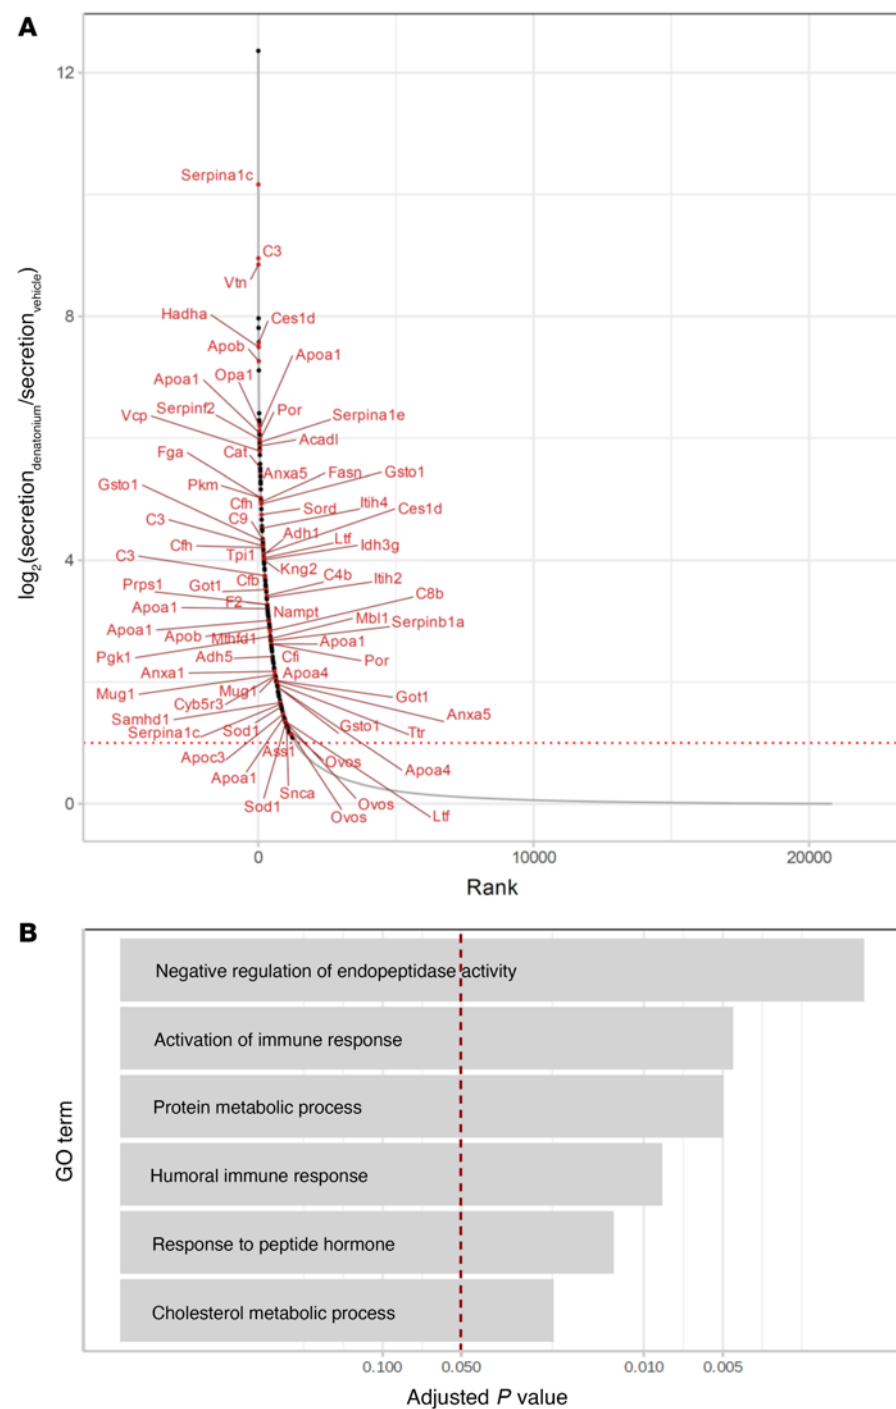 A
12
Serpina1c
C3
Vtn
8
Hadha
Ces1d
Apob
Apoa1
Opa1
Apoa1
Serpinf2
Por
Vcp
Serpina1e
Acadl
Fga
Cat
Anxa5
Fasn
Gsto1
Gsto1
Pkm
Cfh
Sord
Itih4
Ces1d
C3
C9
Adh1
Ltf
Idh3g
Cfh
Tpi1
4
C3
Kng2
C4b
Itih2
Prps1
Got1
Cfb
C8b
Apoa1
F2
Nampt
Mbl1
Serpinb1a
Apoa1
Apob
Mthfd1
Apoa1
Pgk1
Adh5
Cfi
Por
Anxa1
Apoa4
Mug1
Mug1
Got1
Cyb5r3
Anxa5
Samhd1
Serpina1c
Sod1
Gsto1
Ttr
Apoc3
Ass1
Ovos
Apoa4
Apoa1
Snca
Sod1
Ovos
Ovos
Ltf
0
log2(secretiondenatonium/secretionvehicle)
0 10000 20000
Rank
B
Negative regulation of endopeptidase activity
Activation of immune response
Protein metabolic process
Humoral immune response
Response to peptide hormone
Cholesterol metabolic process
GO term
0.100 0.050 0.010 0.005
Adjusted P value